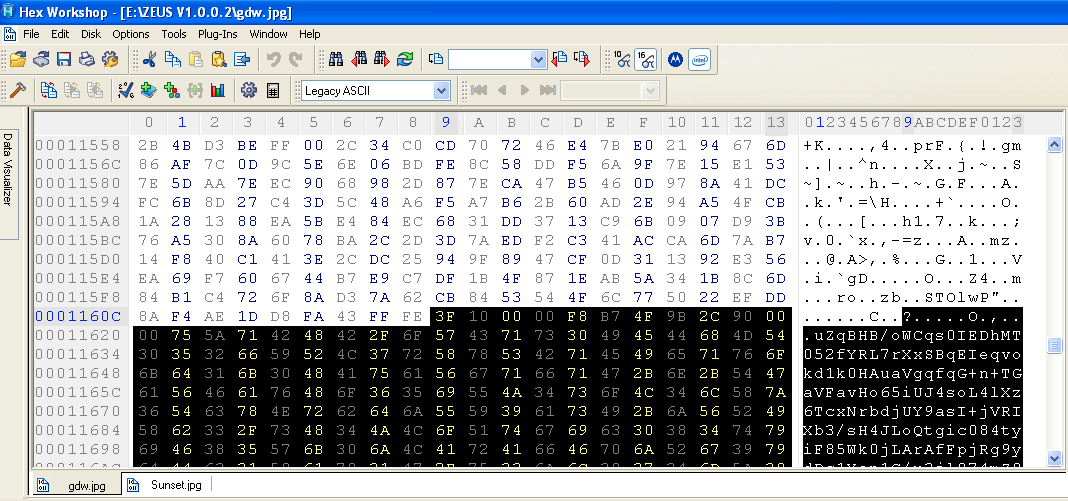 Hex Workshop - [E:\ZEUS V1.0.0.2\gdw.jpg]
File Edit Disk Options Tools Plug-Ins Window Help
10 16 intel
Legacy ASCII
Data Visualizer
0 1 2 3 4 5 6 7 8 9 A B C D E F 10 11 12 13 0123456789ABCDEF0123
00011558 2B 4B D3 BE FF 00 2C 34 C0 CD 70 72 46 E4 7B E0 21 94 67 6D +K....,4..prF.{.!.gm
0001156C 86 AF 7C 0D 9C 5E 6E 06 BD FE 8C 58 DD F5 6A 9F 7E 15 E1 53 ..|..^n....X..j.~..S
00011580 7E 5D AA 7E EC 90 68 98 2D 87 7E CA 47 B5 46 0D 97 8A 41 DC ~].~..h.-.~.G.F...A.
00011594 FC 6B 8D 27 C4 3D 5C 48 A6 F5 A7 B6 2B 60 AD 2E 94 A5 4F CB .k.'.=\H....+`....O.
000115A8 1A 28 13 88 EA 5B E4 84 EC 68 31 DD 37 13 C9 6B 09 07 D9 3B .(...[...h1.7..k...;
000115BC 76 A5 30 8A 60 78 BA 2C 2D 3D 7A ED F2 C3 41 AC CA 6D 7A B7 v.0.`x.,-=z...A..mz.
000115D0 14 F8 40 C1 41 3E 2C DC 25 94 9F 89 47 CF 0D 31 13 92 E3 56 ..@.A>,.%...G..1...V
000115E4 EA 69 F7 60 67 44 B7 E9 C7 DF 1B 4F 87 1E AB 5A 34 1B 8C 6D .i.`gD.....O...Z4..m
000115F8 84 B1 C4 72 6F 8A D3 7A 62 CB 84 53 54 4F 6C 77 50 22 EF DD ...ro..zb..STOlwP"..
0001160C 8A F4 AE 1D D8 FA 43 FF FE 3F 10 00 00 F8 B7 4F 9B 2C 90 00 ......C..?.....O.,..
00011620 00 75 5A 71 42 48 42 2F 6F 57 43 71 73 30 49 45 44 68 4D 54 .uZqBHB/oWCqs0IEDhMT
00011634 30 35 32 66 59 52 4C 37 72 58 78 53 42 71 45 49 65 71 76 6F 052fYRL7rXxSBqEIeqvo
00011648 6B 64 31 6B 30 48 41 75 61 56 67 71 66 71 47 2B 6E 2B 54 47 kd1k0HAuaVgqfqG+n+TG
0001165C 61 56 46 61 76 48 6F 36 35 69 55 4A 34 73 6F 4C 34 6C 58 7A aVFavHo65iUJ4soL4lXz
00011670 36 54 63 78 4E 72 62 64 6A 55 59 39 61 73 49 2B 6A 56 52 49 6TcxNrbdjUY9asI+jVRI
00011684 58 62 33 2F 73 48 34 4A 4C 6F 51 74 67 69 63 30 38 34 74 79 Xb3/sH4JLoQtgic084ty
00011698 69 46 38 35 57 6B 30 6A 4C 41 72 41 66 46 70 6A 52 67 39 79 iF85Wk0jLArAfFpjRg9y
gdw.jpg Sunset.jpg